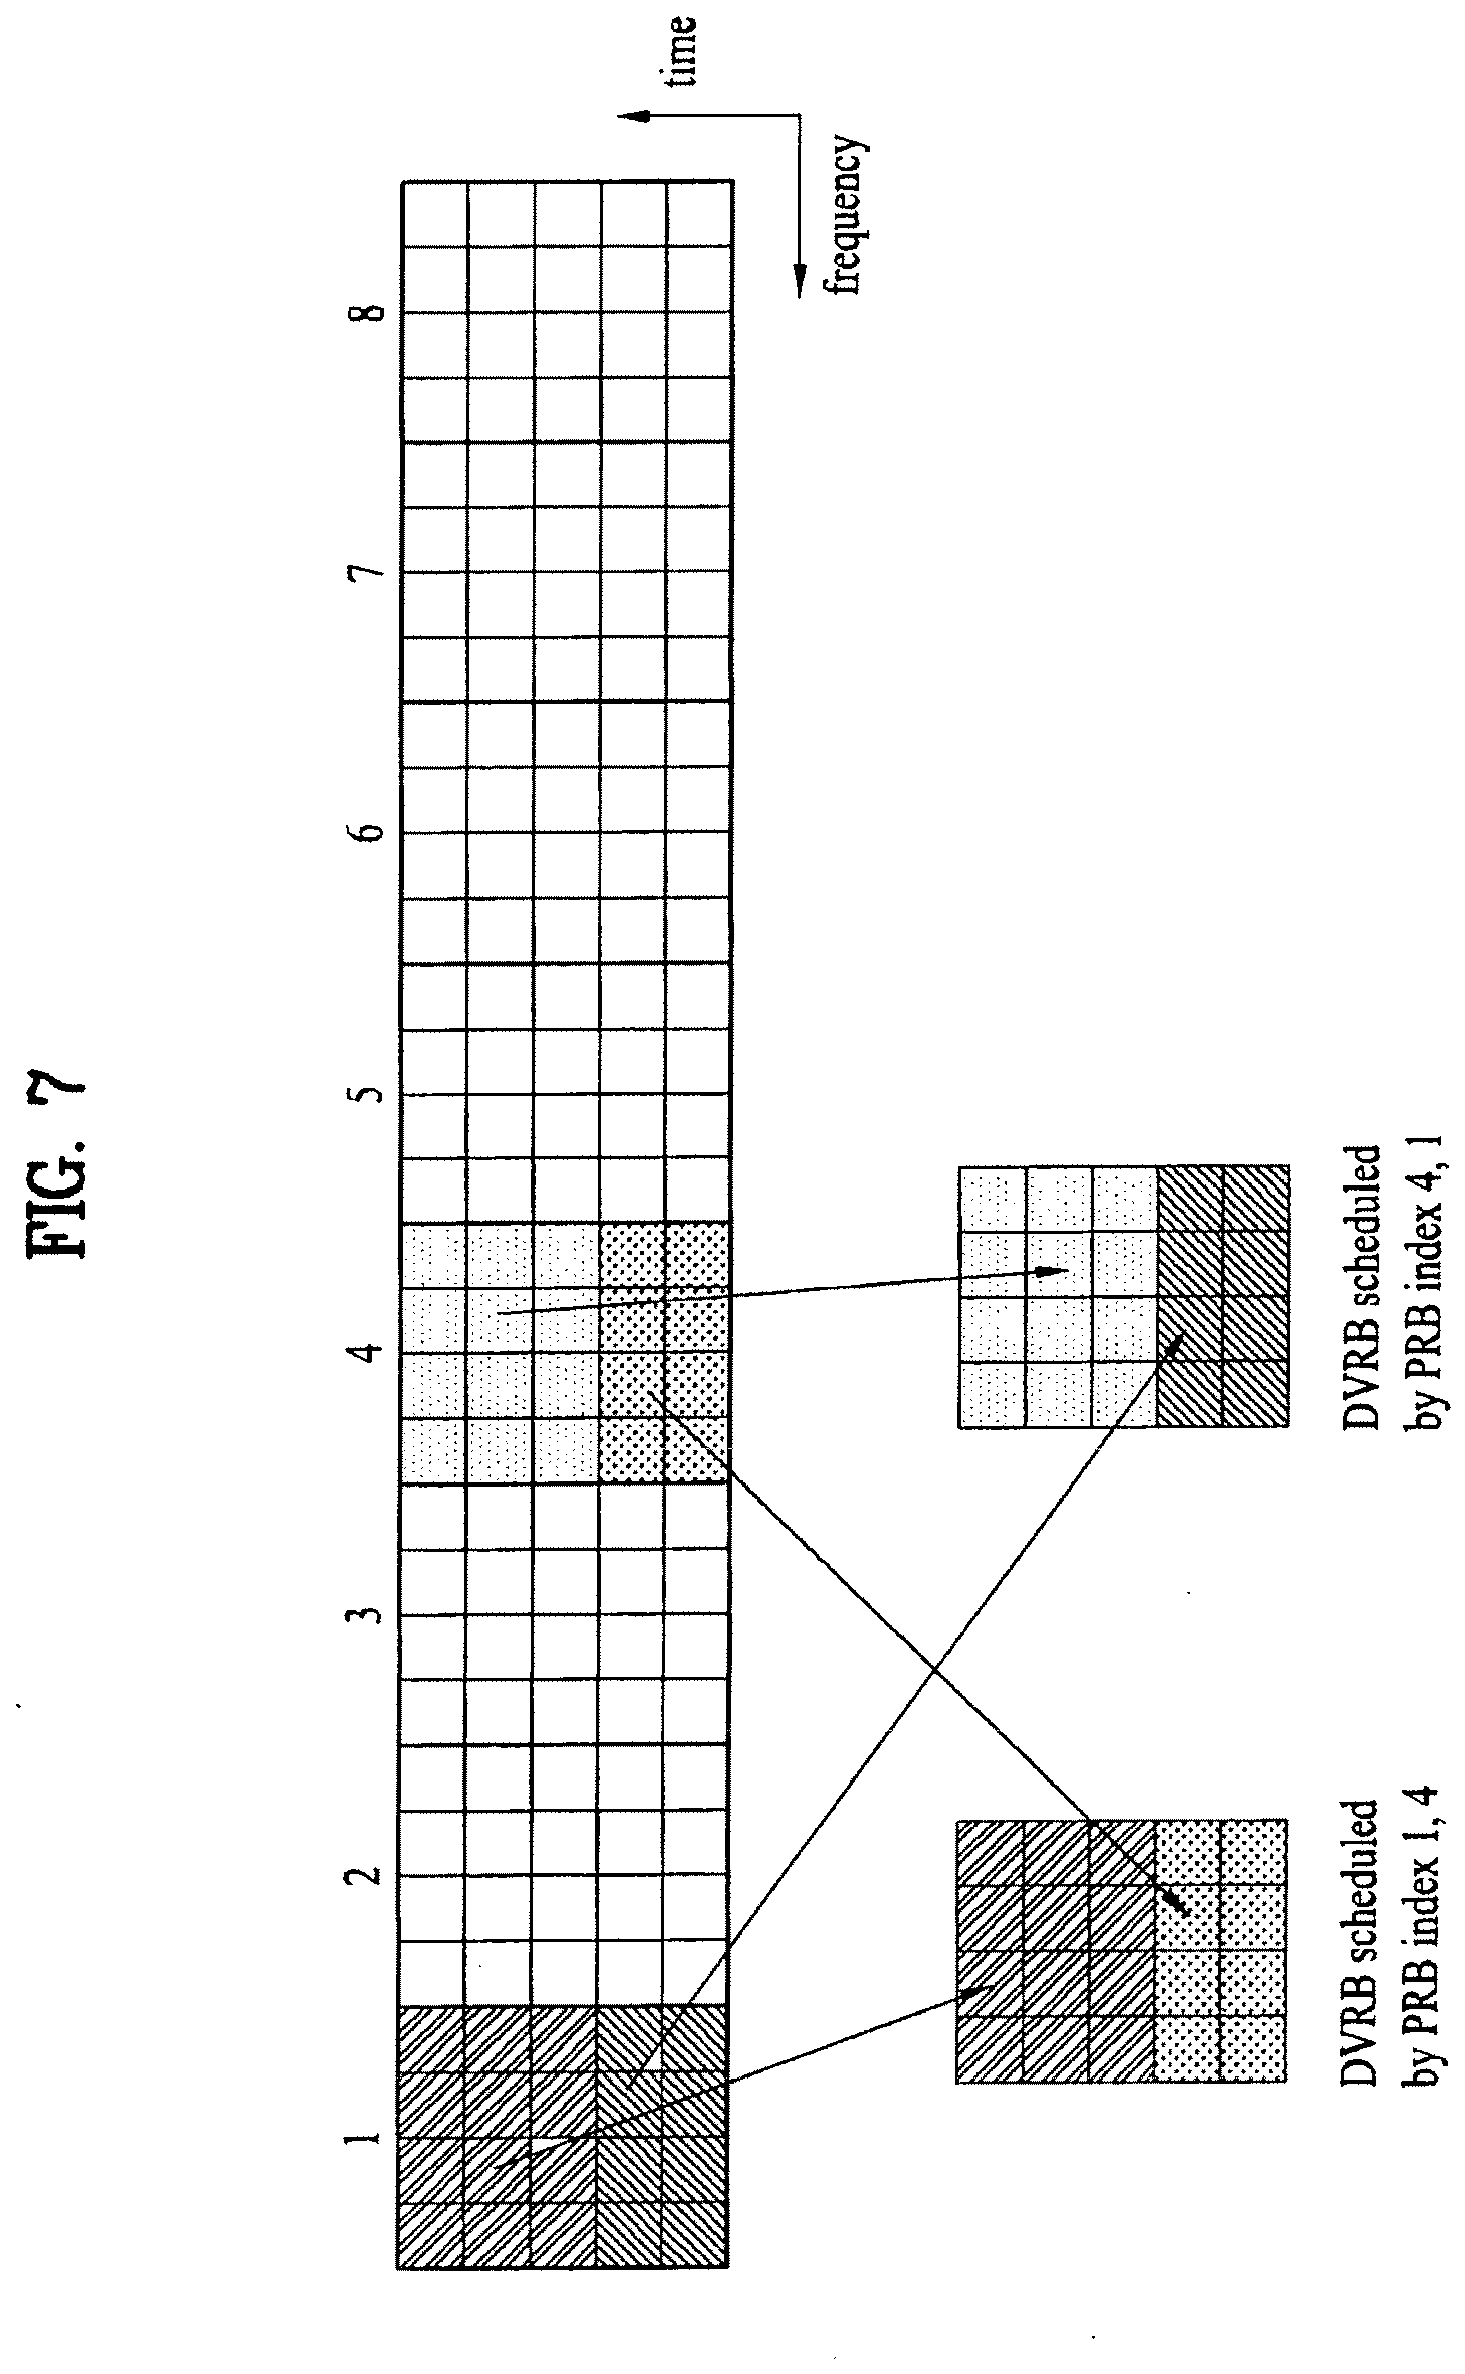 FIG. 7
1 2 3 4 5 6 7 8
time
frequency
DVRB scheduled
by PRB index 1, 4
DVRB scheduled
by PRB index 4, 1